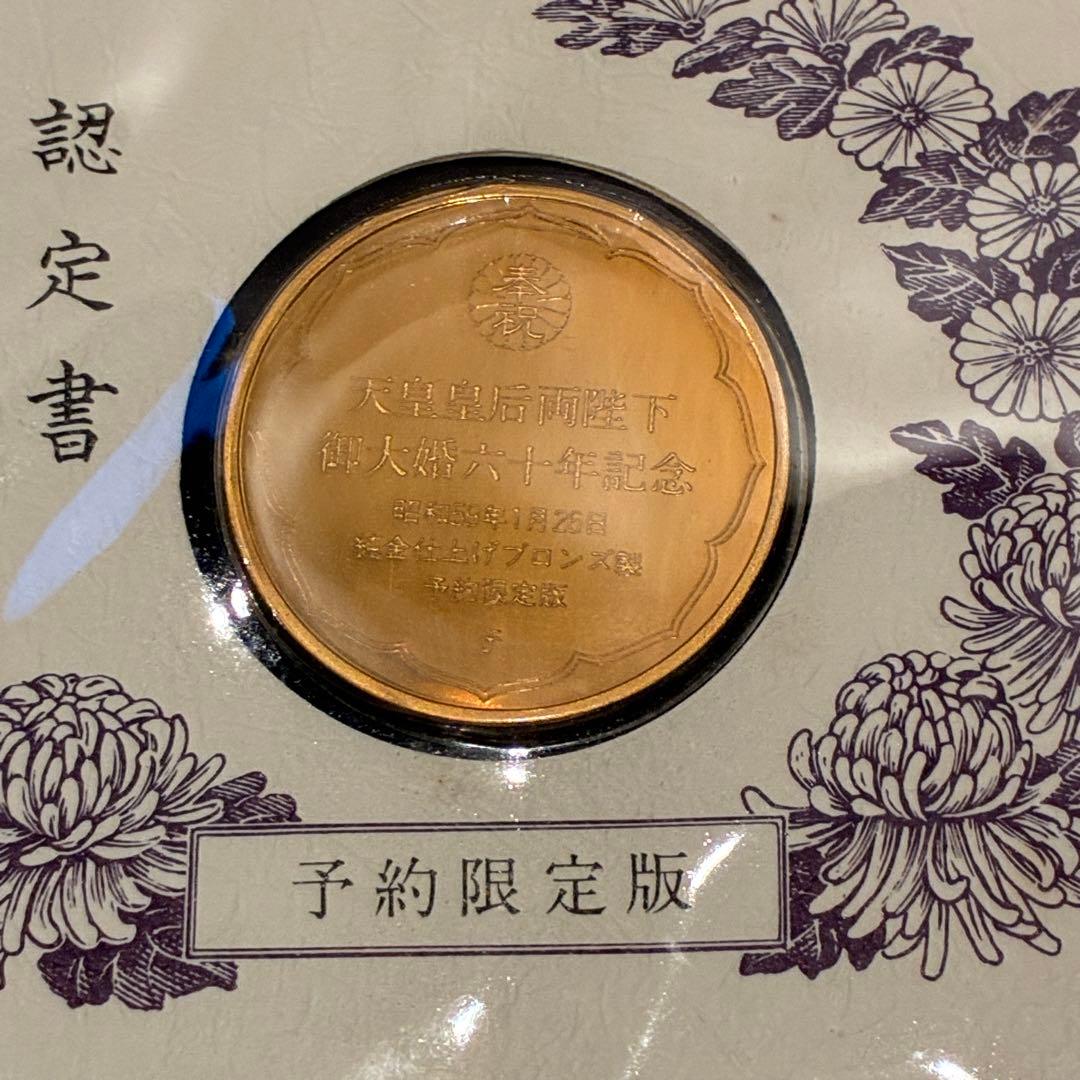 認定書
奉祝
天皇皇后両陛下
御大婚六十年記念
昭和59年1月26日
純金仕上げブロンズ製
予約限定版
予約限定版